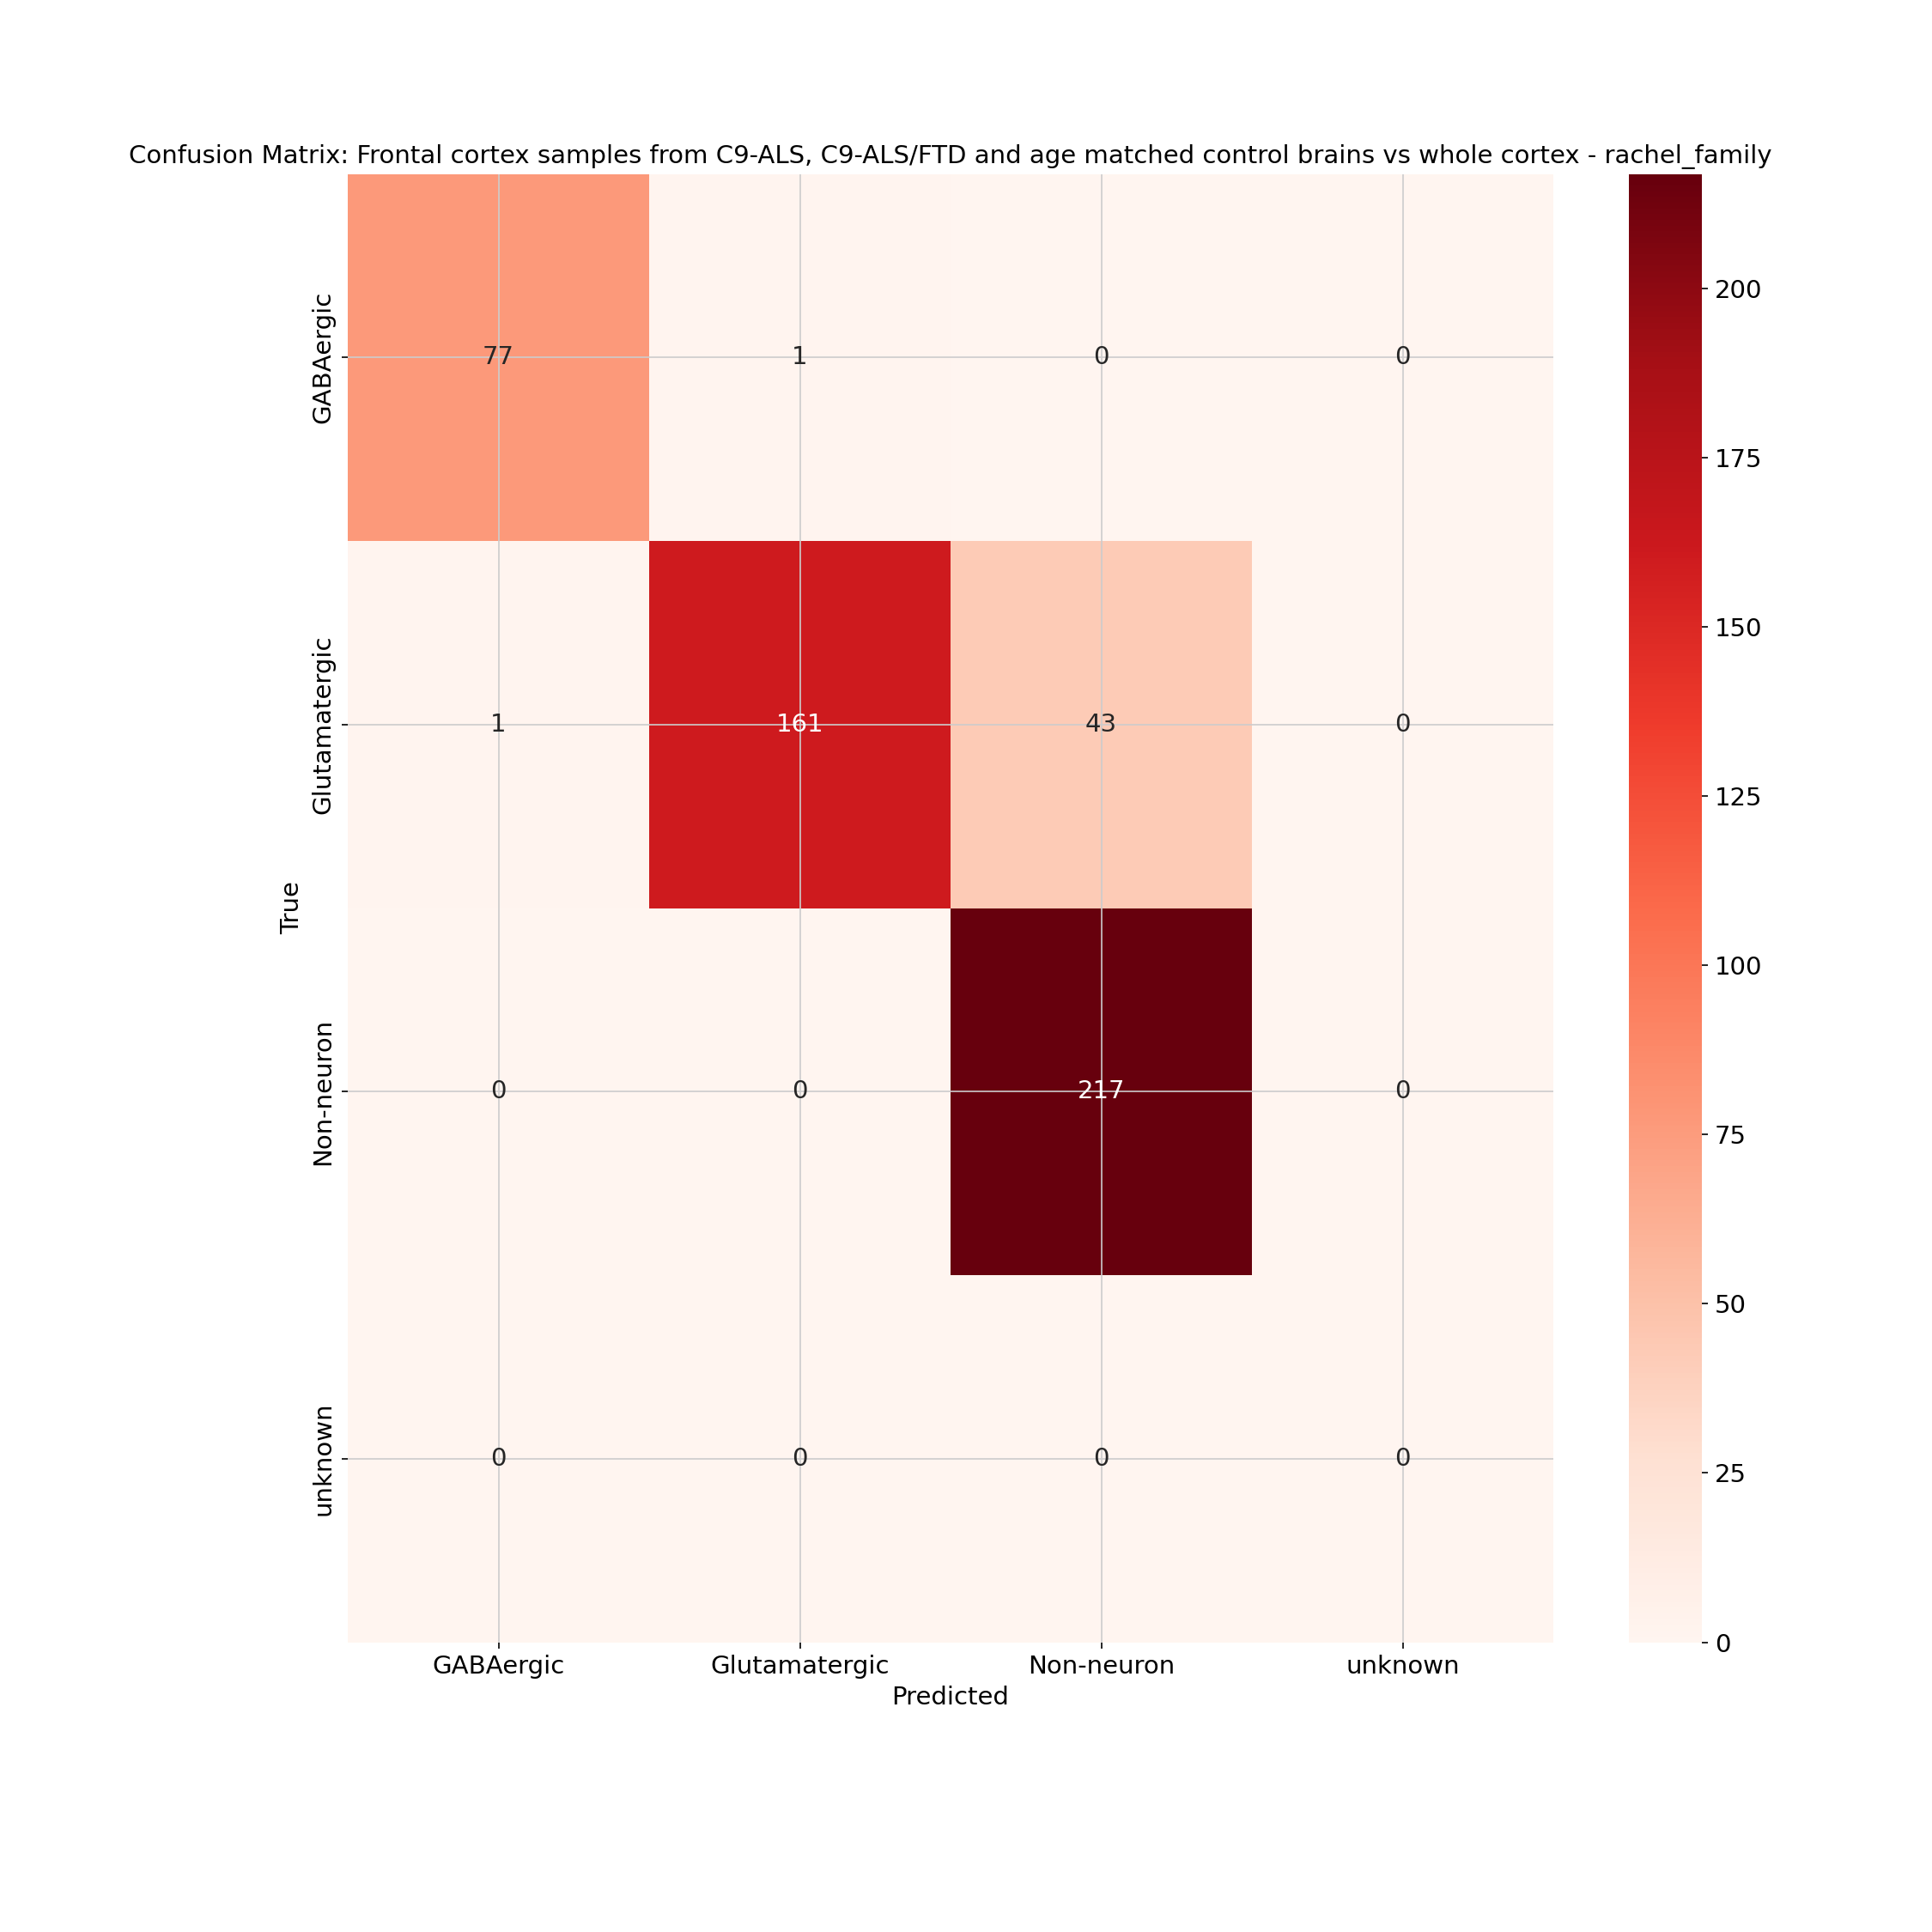 Confusion Matrix: Frontal cortex samples from C9-ALS, C9-ALS/FTD and age matched control brains vs whole cortex - rachel_family
True
GABAergic
77 1 0 0
Glutamatergic
1 161 43 0
Non-neuron
0 0 217 0
unknown
0 0 0 0
GABAergic Glutamatergic Non-neuron unknown
Predicted
200
175
150
125
100
75
50
25
0